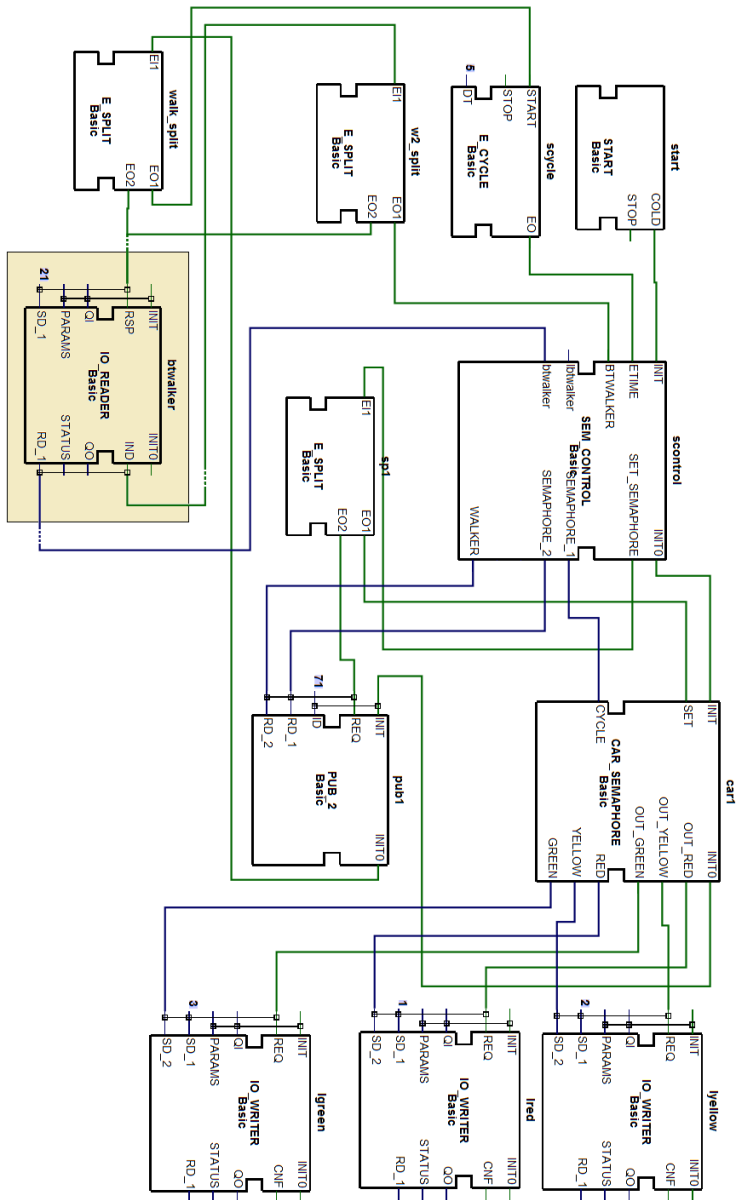 start
COLD
STOP
START
Basic
scycle
START
STOP
DT
5
EO
E_CYCLE
Basic
w2_split
EI1
EO1
EO2
E_SPLIT
Basic
walk_split
EI1
EO1
EO2
E_SPLIT
Basic
scontrol
INIT
ETIME
BTWALKER
lbtwalker
btwalker
INITO
SET_SEMAPHORE
SEM_CONTROL
Basic
SEMAPHORE_1
SEMAPHORE_2
WALKER
sp1
EI1
EO1
EO2
E_SPLIT
Basic
btwalker
INIT
RSP
QI
PARAMS
SD_1
21
INITO
IND
QO
STATUS
RD_1
IO_READER
Basic
car1
INIT
SET
CYCLE
INITO
OUT_RED
OUT_YELLOW
OUT_GREEN
RED
YELLOW
GREEN
CAR_SEMAPHORE
Basic
pub1
INIT
REQ
ID
71
RD_1
RD_2
INITO
PUB_2
Basic
lyellow
INIT
REQ
QI
PARAMS
SD_1
2
SD_2
INITO
CNF
QO
STATUS
RD_1
IO_WRITER
Basic
lred
INIT
REQ
QI
PARAMS
SD_1
1
SD_2
INITO
CNF
QO
STATUS
RD_1
IO_WRITER
Basic
lgreen
INIT
REQ
QI
PARAMS
SD_1
3
SD_2
INITO
CNF
QO
STATUS
RD_1
IO_WRITER
Basic